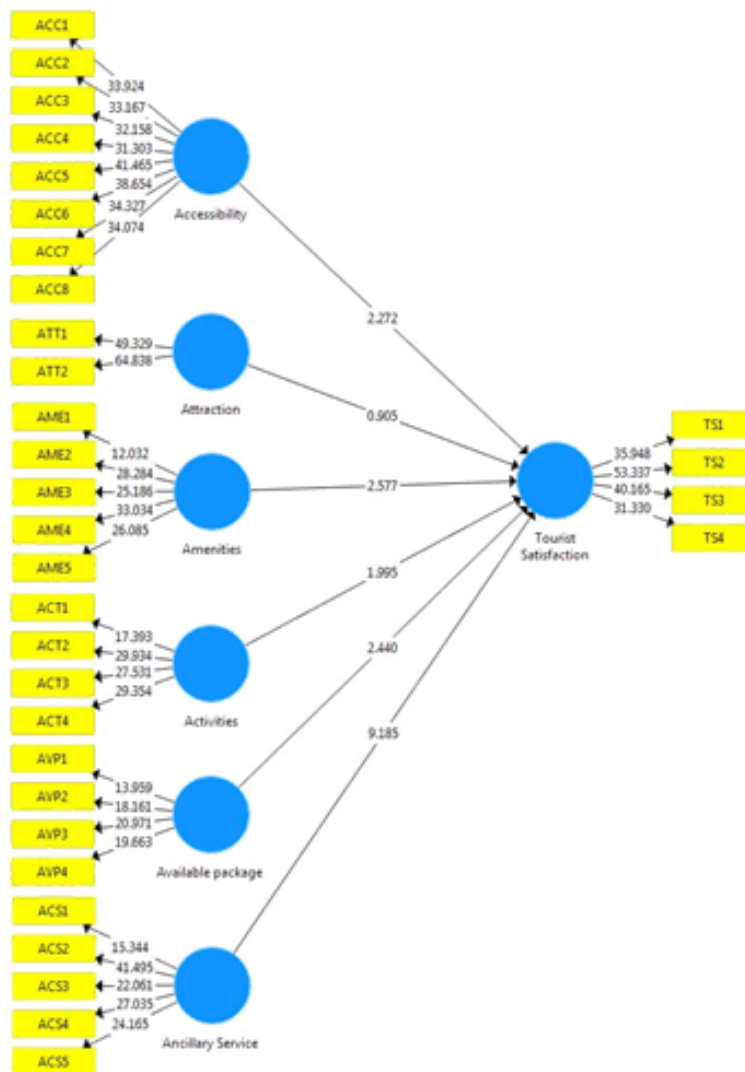 ACC1
ACC2
ACC3
ACC4
ACC5
ACC6
ACC7
ACC8
33.924
33.167
32.158
31.303
41.465
38.654
34.327
34.074
Accessibility
2.272
ATT1
ATT2
49.329
64.838
Attraction
0.905
AME1
AME2
AME3
AME4
AME5
12.032
28.284
25.186
33.034
26.085
Amenities
2.577
ACT1
ACT2
ACT3
ACT4
17.393
29.934
27.531
29.354
Activities
1.995
AVP1
AVP2
AVP3
AVP4
13.959
18.161
20.971
19.663
Available package
2.440
ACS1
ACS2
ACS3
ACS4
ACS5
15.344
41.495
22.061
27.035
24.165
Ancillary Service
9.185
Tourist
Satisfaction
35.948
53.337
40.165
31.330
TS1
TS2
TS3
TS4